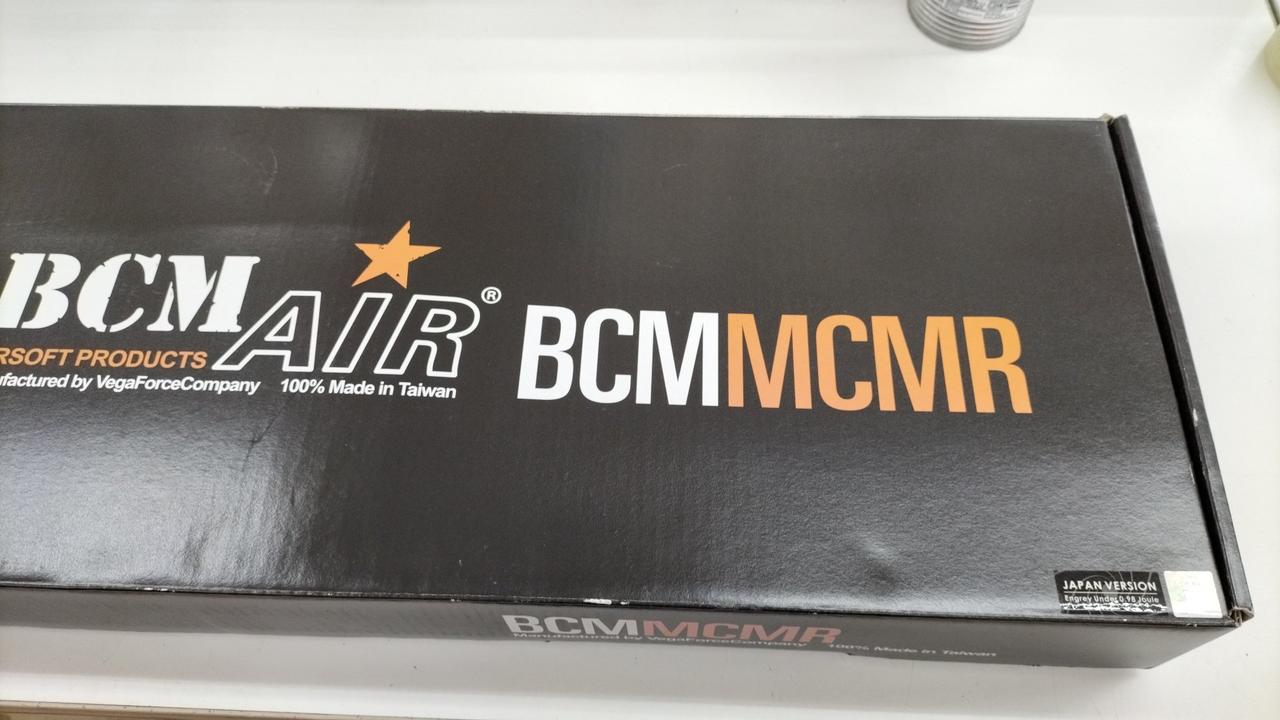 BCM
AIR®
RSOFT PRODUCTS
ufactured by VegaForceCompany 100% Made in Taiwan
BCMMCMR
JAPAN VERSION
Engrey Under 0.98 Joule
BCMMCMR
Manufactured by VegaForceCompany 100% Made in Taiwan